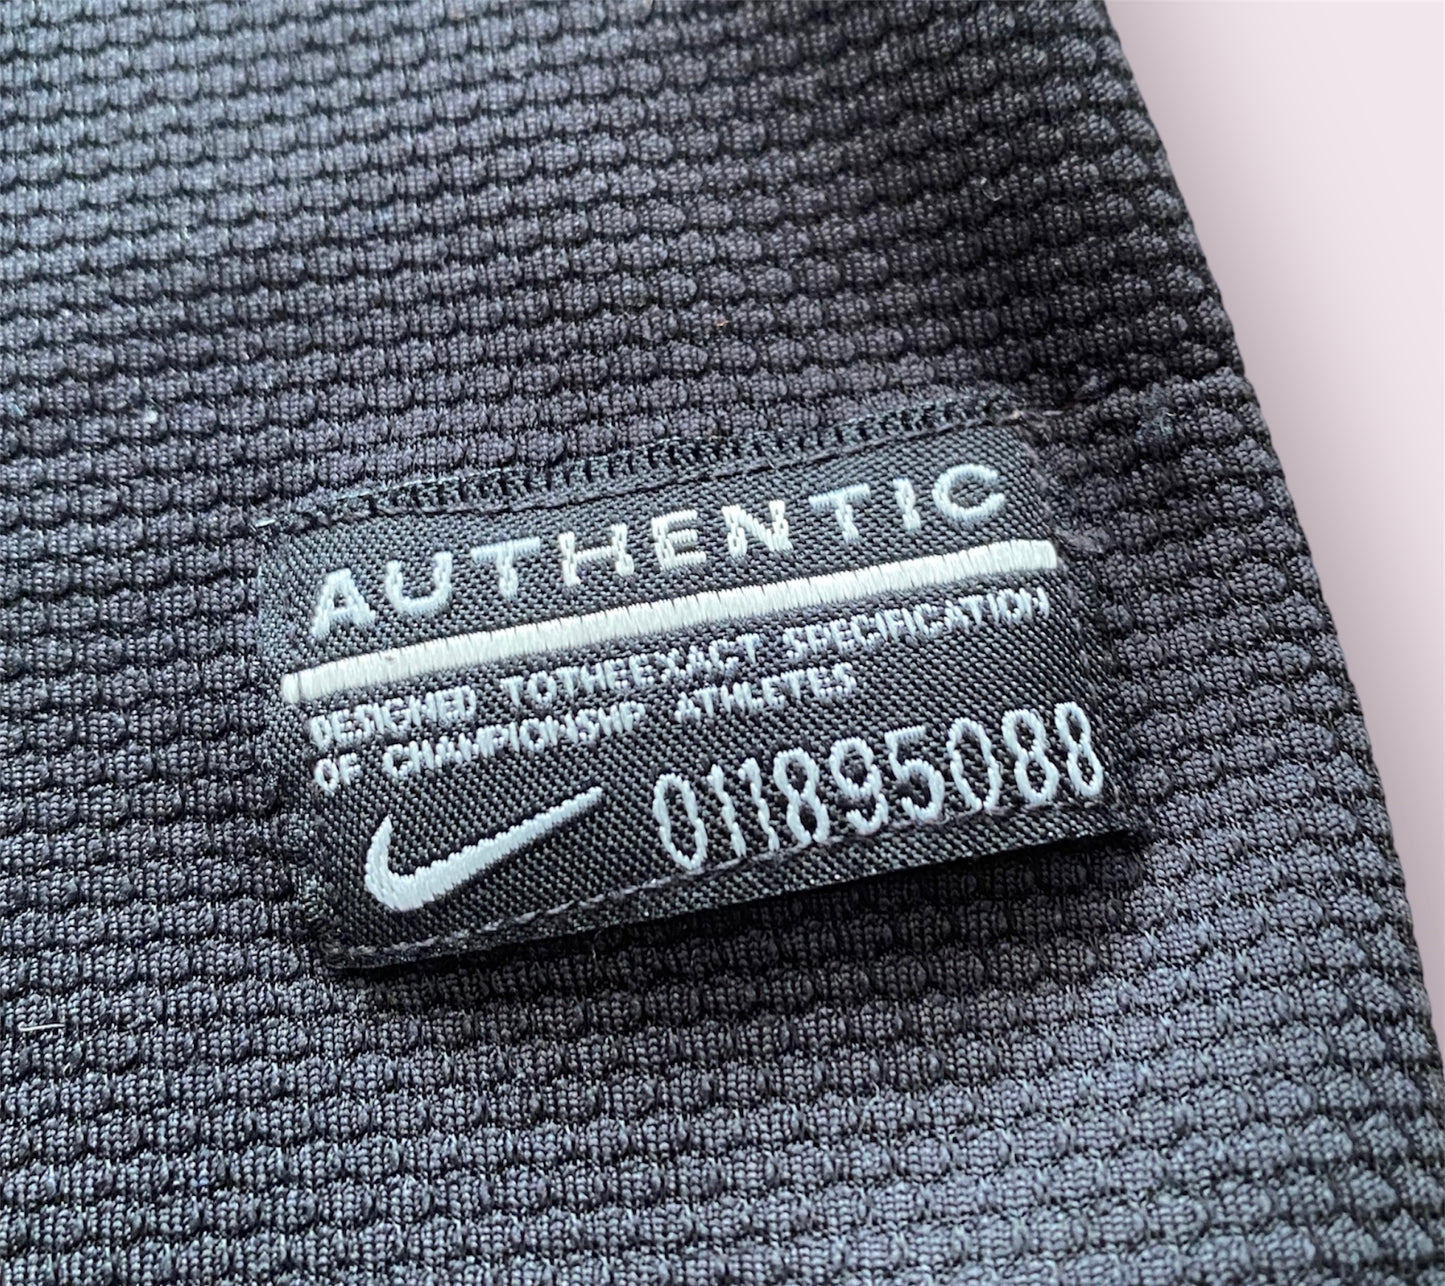 AUTHENTIC
DESIGNED TOTHEEXACT SPECIFICATION
OF CHAMPIONSHIP ATHLETES
011895088